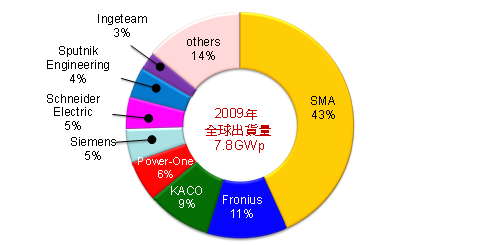 Ingeteam
3%
Sputnik
Engineering
4%
Schneider
Electric
5%
Siemens
5%
Power-One
6%
KACO
9%
Fronius
11%
SMA
43%
others
14%
2009年
全球出貨量
7.8GWp